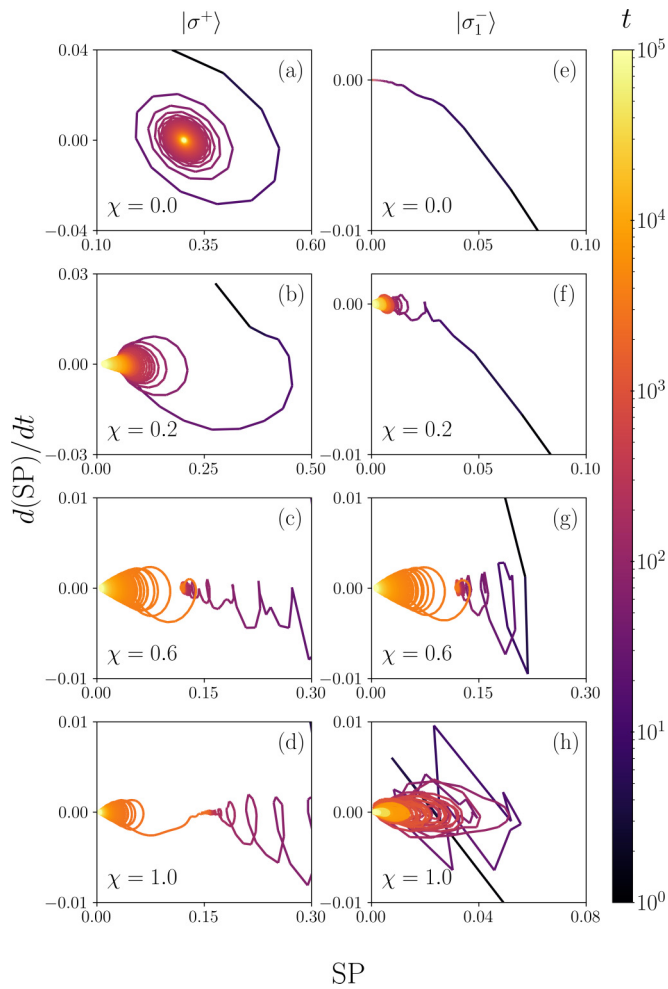 |σ⁺⟩ |σ₁⁻⟩ t
0.04 (a) 0.00 −0.04 0.10 0.35 0.60 χ = 0.0
0.00 (e) −0.01 0.00 0.05 0.10 χ = 0.0
0.03 (b) 0.00 −0.03 0.00 0.25 0.50 χ = 0.2
0.00 (f) −0.01 0.00 0.05 0.10 χ = 0.2
0.01 (c) 0.00 −0.01 0.00 0.15 0.30 χ = 0.6
0.01 (g) 0.00 −0.01 0.00 0.15 0.30 χ = 0.6
0.01 (d) 0.00 −0.01 0.00 0.15 0.30 χ = 1.0
0.01 (h) 0.00 −0.01 0.00 0.04 0.08 χ = 1.0
d(SP)/dt
SP
10⁵
10⁴
10³
10²
10¹
10⁰